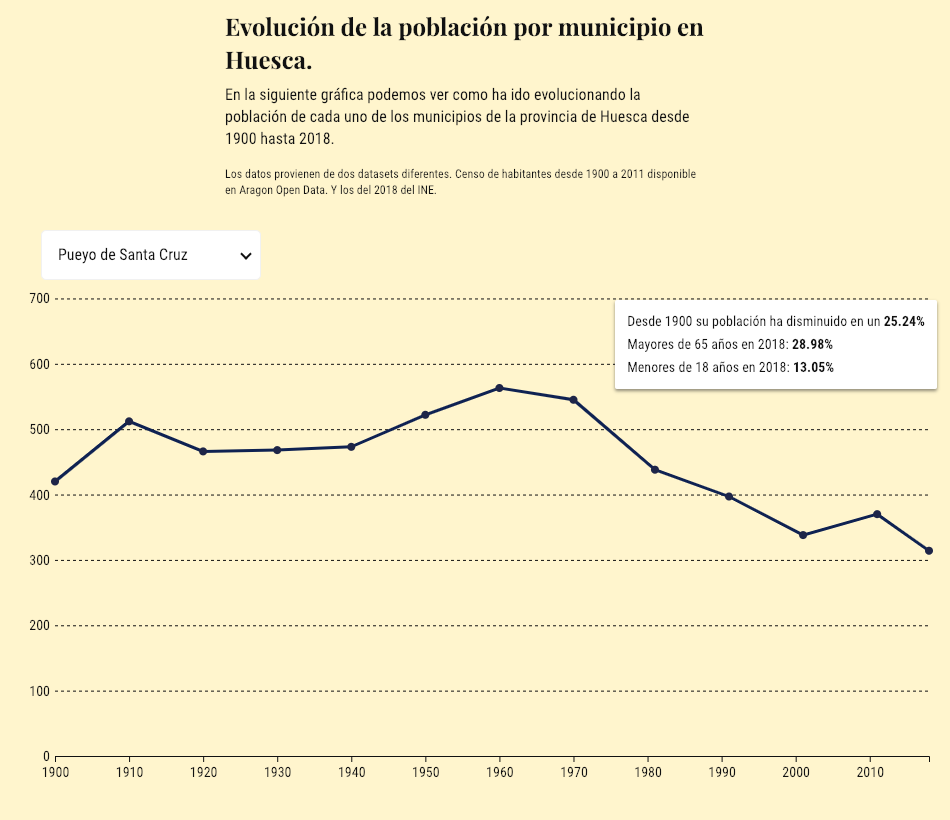 Evolución de la población por municipio en
Huesca.
En la siguiente gráfica podemos ver como ha ido evolucionando la
población de cada uno de los municipios de la provincia de Huesca desde
1900 hasta 2018.
Los datos provienen de dos datasets diferentes. Censo de habitantes desde 1900 a 2011 disponible
en Aragon Open Data. Y los del 2018 del INE.
Pueyo de Santa Cruz
700
Desde 1900 su población ha disminuido en un 25.24%
Mayores de 65 años en 2018: 28.98%
Menores de 18 años en 2018: 13.05%
600
500
400
300
200
100
0
1900 1910 1920 1930 1940 1950 1960 1970 1980 1990 2000 2010